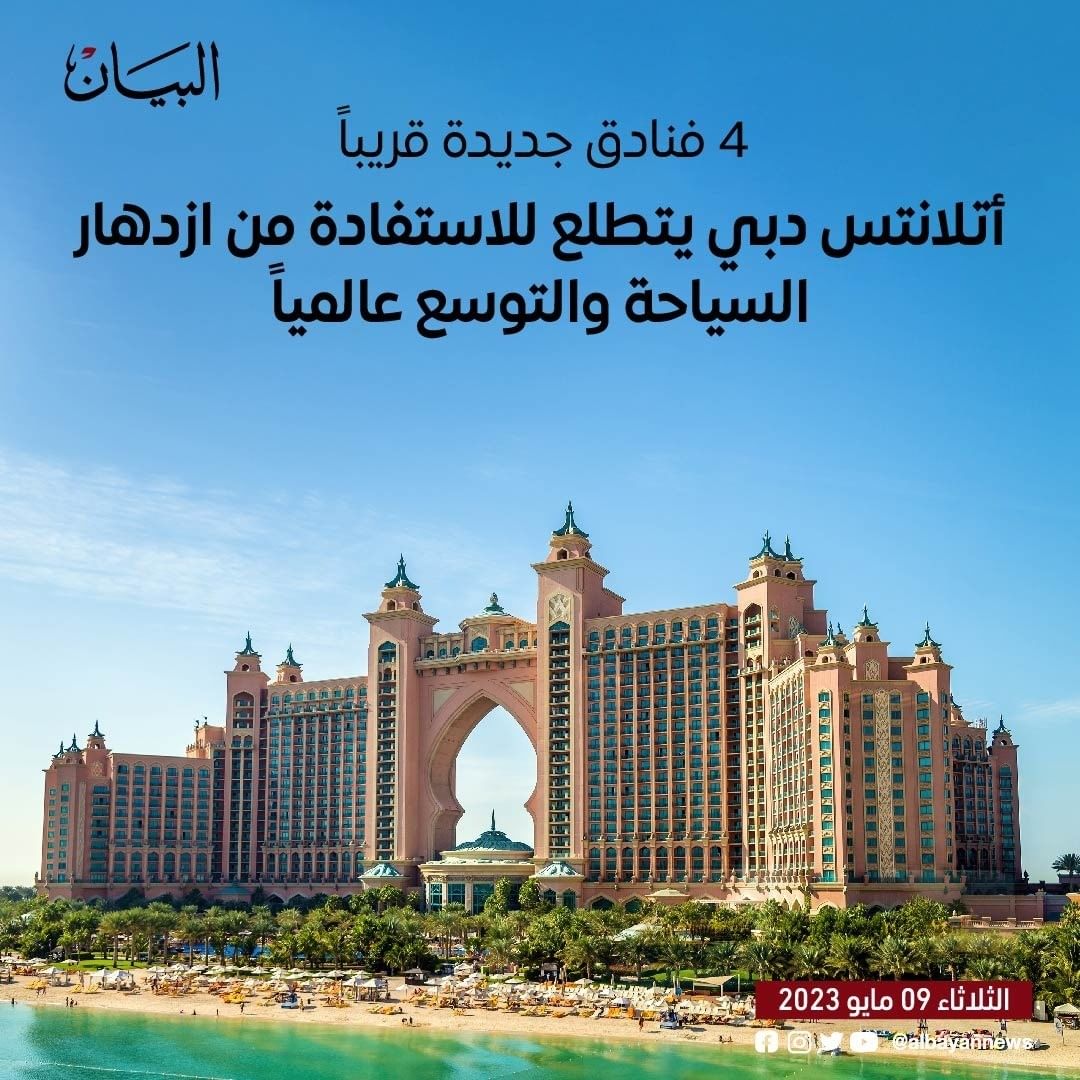 البيان
4 فنادق جديدة قريباً
أتلانتس دبي يتطلع للاستفادة من ازدهار
السياحة والتوسع عالمياً
الثلاثاء 09 مايو 2023
@albayannews